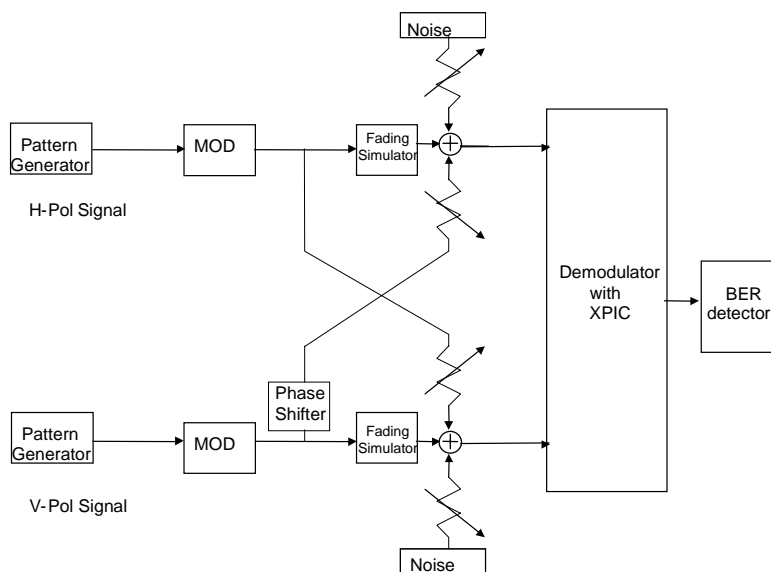 Noise
Pattern
Generator
MOD
Fading
Simulator
H-Pol Signal
Demodulator
with
XPIC
BER
detector
Phase
Shifter
Pattern
Generator
MOD
Fading
Simulator
V-Pol Signal
Noise